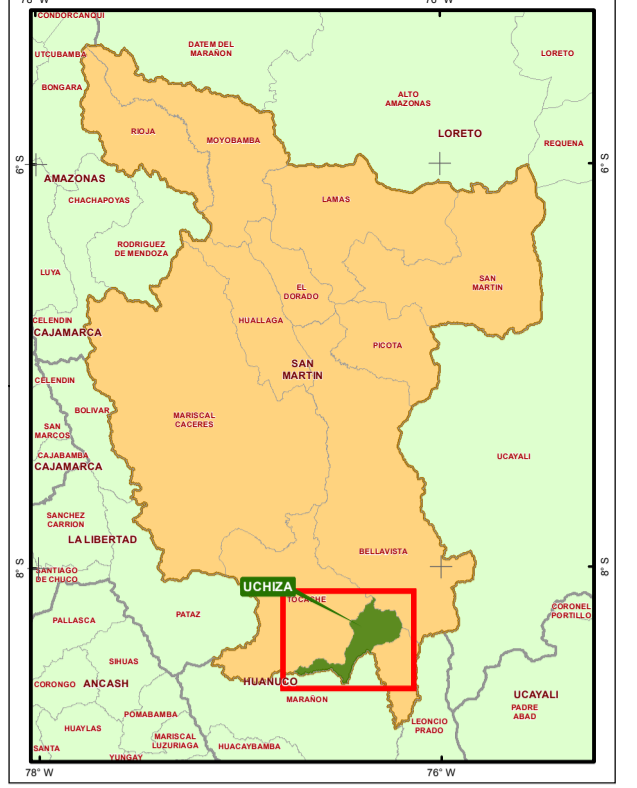 78° W
76° W
CONDORCANQUI
DATEM DEL
MARAÑON
UTCUBAMBA
LORETO
BONGARA
ALTO
AMAZONAS
RIOJA
MOYOBAMBA
LORETO
REQUENA
6° S
6° S
AMAZONAS
CHACHAPOYAS
LAMAS
RODRIGUEZ
DE MENDOZA
LUYA
SAN
MARTIN
EL
DORADO
CELENDIN
HUALLAGA
CAJAMARCA
PICOTA
SAN
MARTIN
CELENDIN
BOLIVAR
MARISCAL
CACERES
SAN
MARCOS
CAJABAMBA
UCAYALI
CAJAMARCA
SANCHEZ
CARRION
LA LIBERTAD
BELLAVISTA
8° S
8° S
SANTIAGO
DE CHUCO
UCHIZA
TOCACHE
CORONEL
PORTILLO
PALLASCA
PATAZ
SIHUAS
CORONGO
ANCASH
HUANUCO
MARAÑON
UCAYALI
PADRE
ABAD
POMABAMBA
LEONCIO
PRADO
HUAYLAS
MARISCAL
LUZURIAGA
HUACAYBAMBA
SANTA
YUNGAY
78° W
76° W